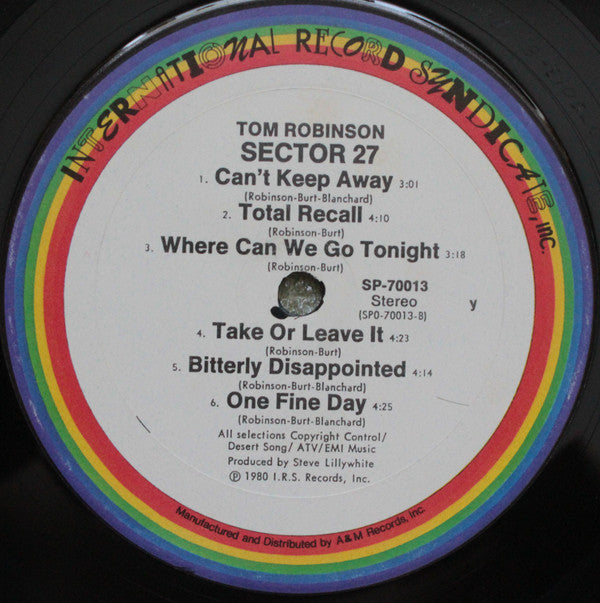 INTERNATIONAL RECORD SYNDICATE, INC.
TOM ROBINSON
SECTOR 27
1. Can't Keep Away 3:01
(Robinson-Burt-Blanchard)
2. Total Recall 4:10
(Robinson-Burt)
3. Where Can We Go Tonight 3:18
(Robinson-Burt)
SP-70013
Stereo
(SP0-70013-B)
y
4. Take Or Leave It 4:23
(Robinson-Burt)
5. Bitterly Disappointed 4:14
(Robinson-Burt-Blanchard)
6. One Fine Day 4:25
(Robinson-Burt-Blanchard)
All selections Copyright Control/
Desert Song/ ATV/EMI Music
Produced by Steve Lillywhite
℗ 1980 I.R.S. Records, Inc.
Manufactured and Distributed by A&M Records, Inc.